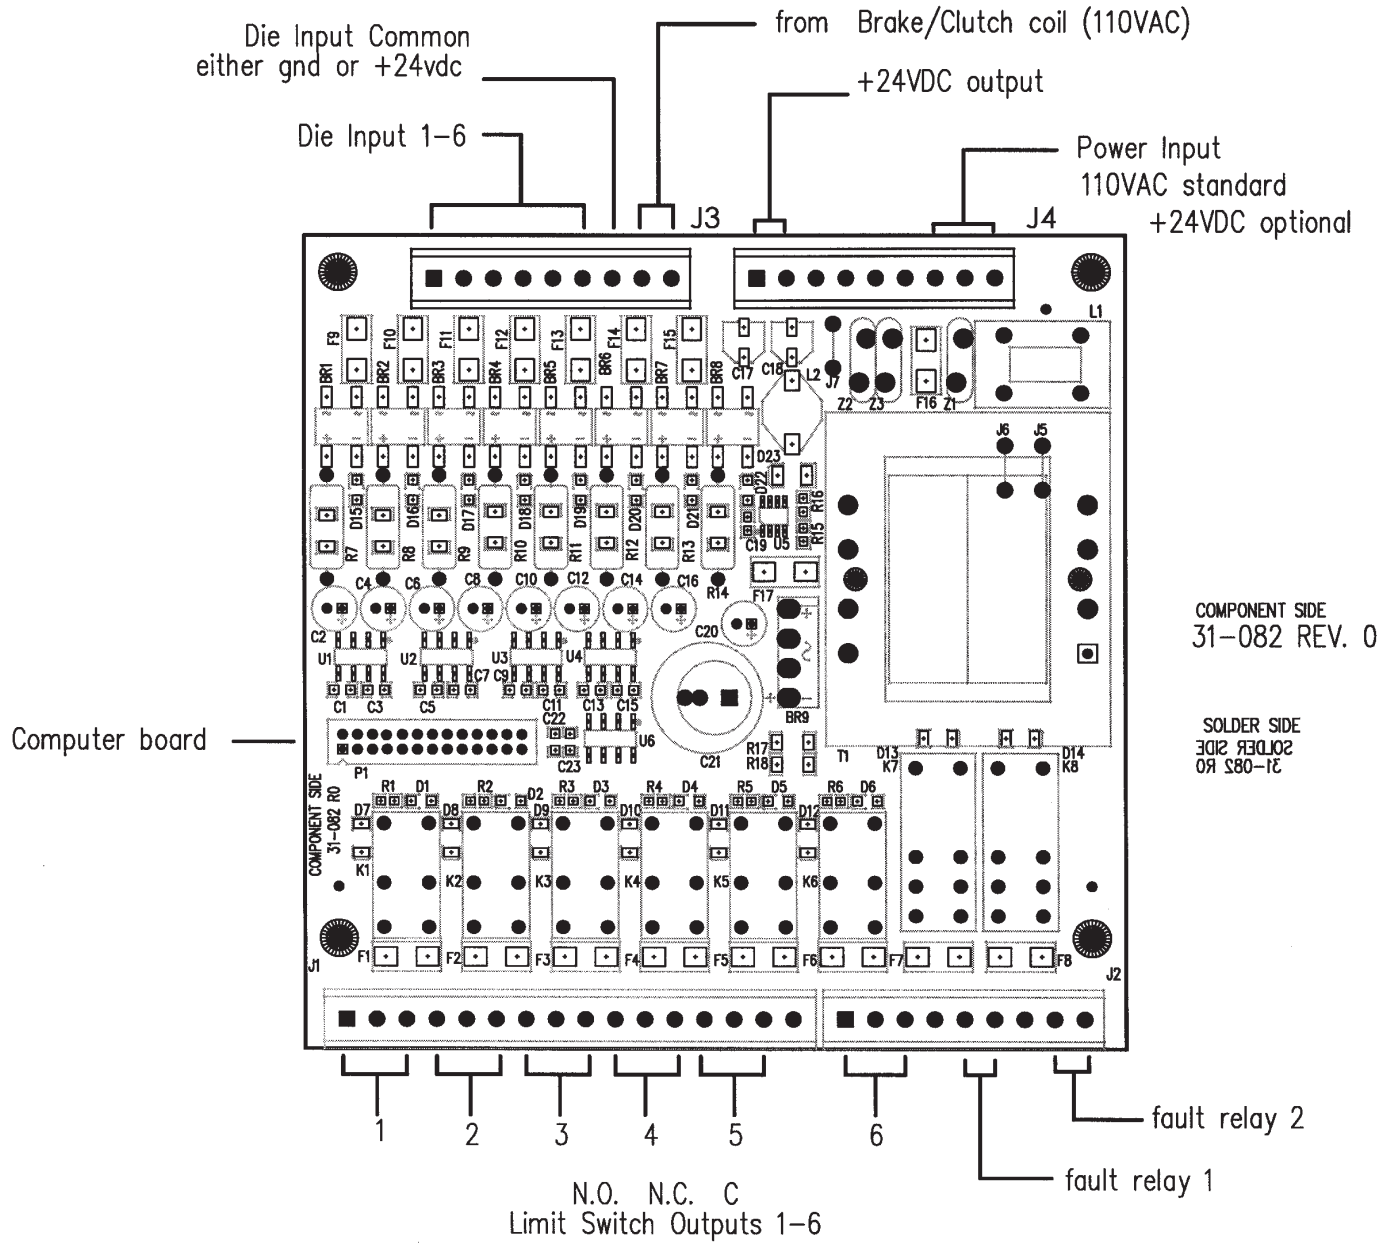 from Brake/Clutch coil (110VAC)
Die Input Common
either gnd or +24vdc
+24VDC output
Die Input 1-6
Power Input
110VAC standard
+24VDC optional
J3
J4
L1
F9 F10 F11 F12 F13 F14 F15
BR1 BR2 BR3 BR4 BR5 BR6 BR7 BR8
C17 C18 L2 J7 Z2 Z3 F16 Z1
J6 J5
D23
D22
D15 D16 D17 D18 D19 D20 D21
R16
R15
C19 U5
R7 R8 R9 R10 R11 R12 R13
R14
F17
C2 C4 C6 C8 C10 C12 C14 C16
C20
U1 U2 U3 U4
C1 C3 C5 C7 C9 C11 C13 C15
BR9
COMPONENT SIDE
31-082 REV. 0
SOLDER SIDE
SOLDER SIDE
31-082 R0
Computer board
C22
C23
U6
C21
R17
R18
T1
D13
K7
D14
K8
P1
COMPONENT SIDE
31-082 R0
R1 D1 R2 D2 R3 D3 R4 D4 R5 D5 R6 D6
D7 D8 D9 D10 D11 D12
K1 K2 K3 K4 K5 K6
J1 F1 F2 F3 F4 F5 F6 F7 F8 J2
1 2 3 4 5 6
fault relay 2
fault relay 1
N.O. N.C. C
Limit Switch Outputs 1-6